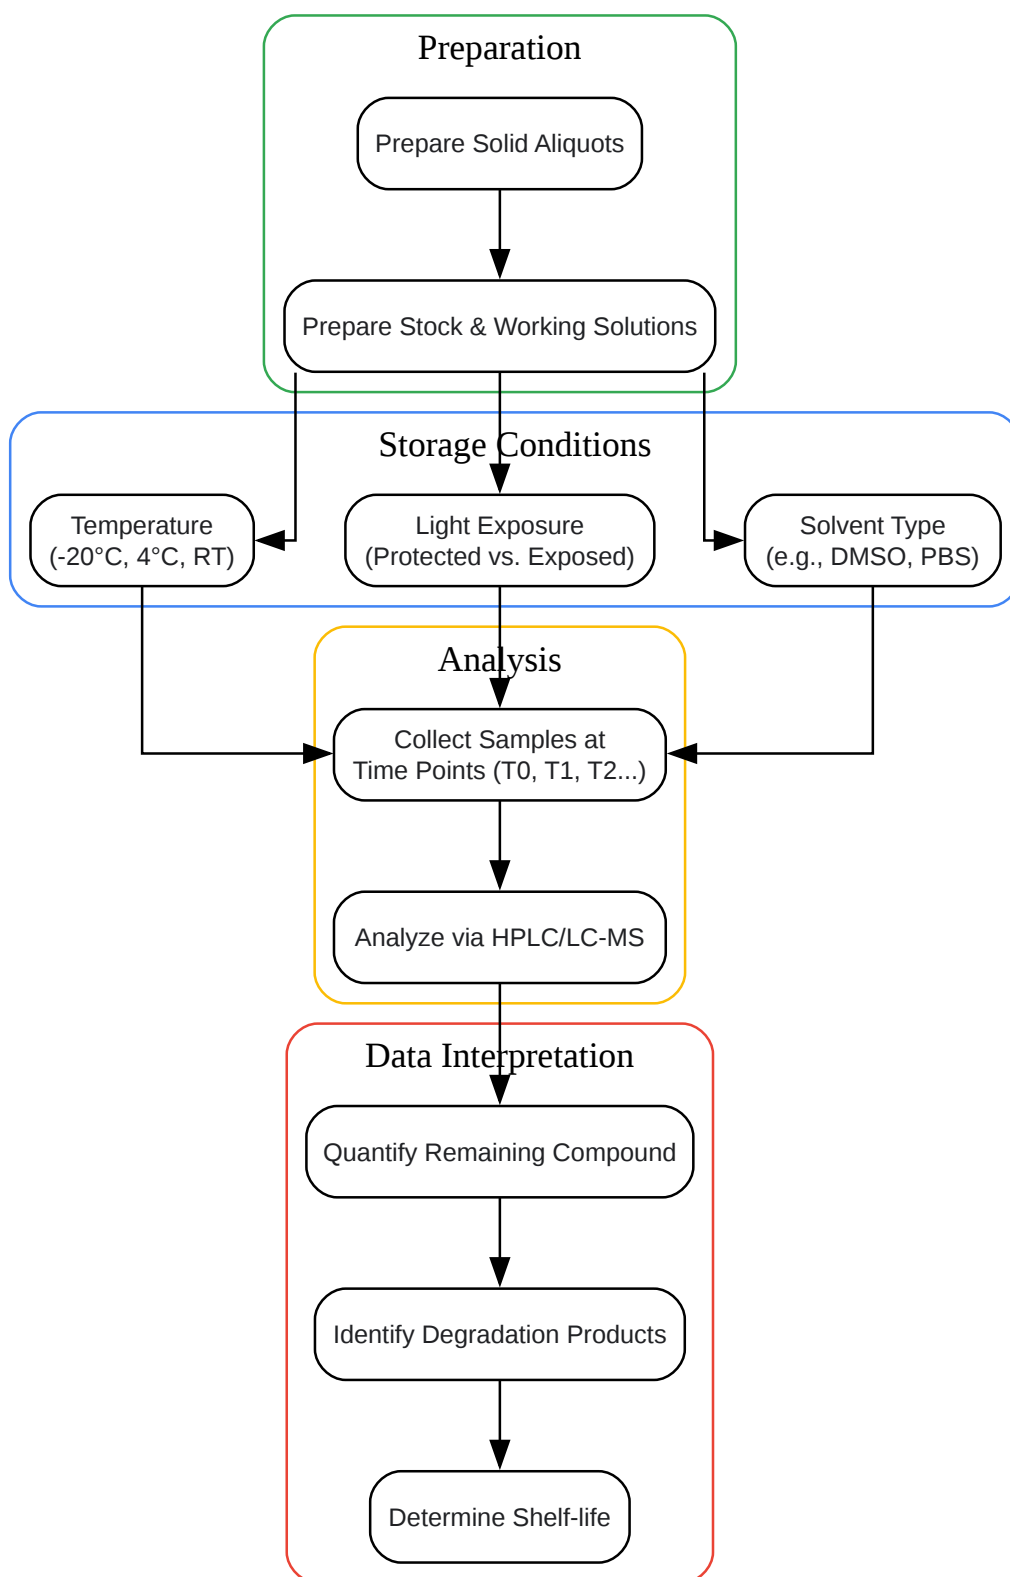 Preparation
Prepare Solid Aliquots
Prepare Stock & Working Solutions
Storage Conditions
Temperature
(-20°C, 4°C, RT)
Light Exposure
(Protected vs. Exposed)
Solvent Type
(e.g., DMSO, PBS)
Analysis
Collect Samples at
Time Points (T0, T1, T2...)
Analyze via HPLC/LC-MS
Data Interpretation
Quantify Remaining Compound
Identify Degradation Products
Determine Shelf-life